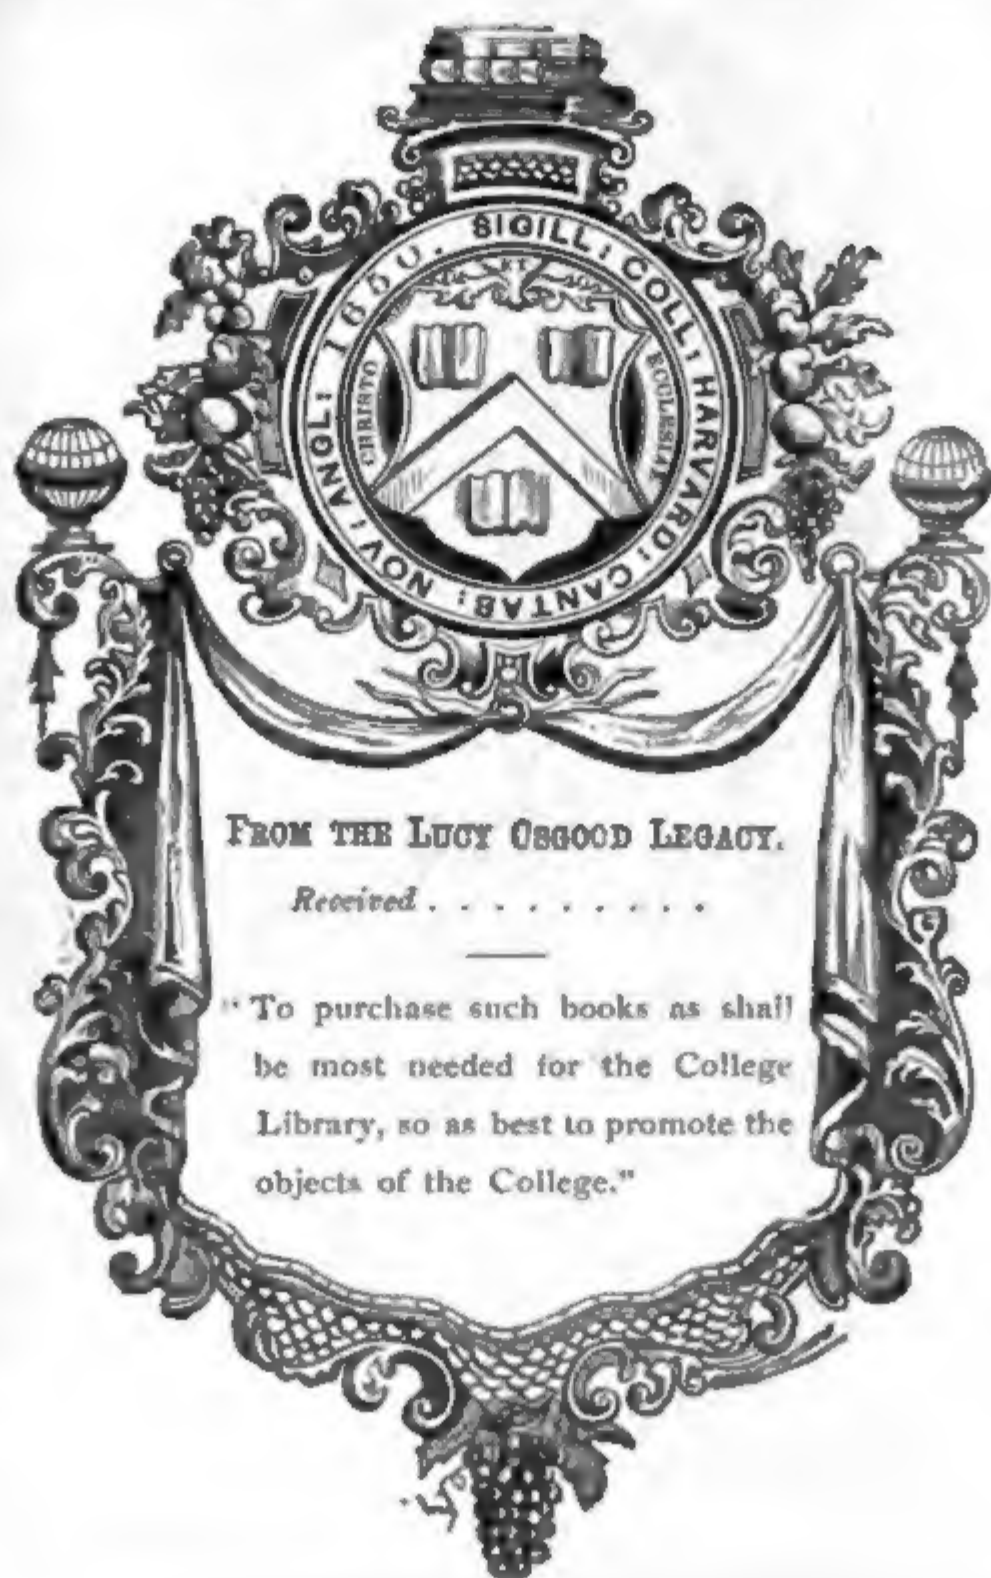 SIGILL: COLL: HARVARD: CANTAB: NOV: ANGL: 1650.
CHRISTO
ECCLESIAE
FROM THE LUCY OSGOOD LEGACY.
Received . . . . . . . . .
"To purchase such books as shall
be most needed for the College
Library, so as best to promote the
objects of the College."